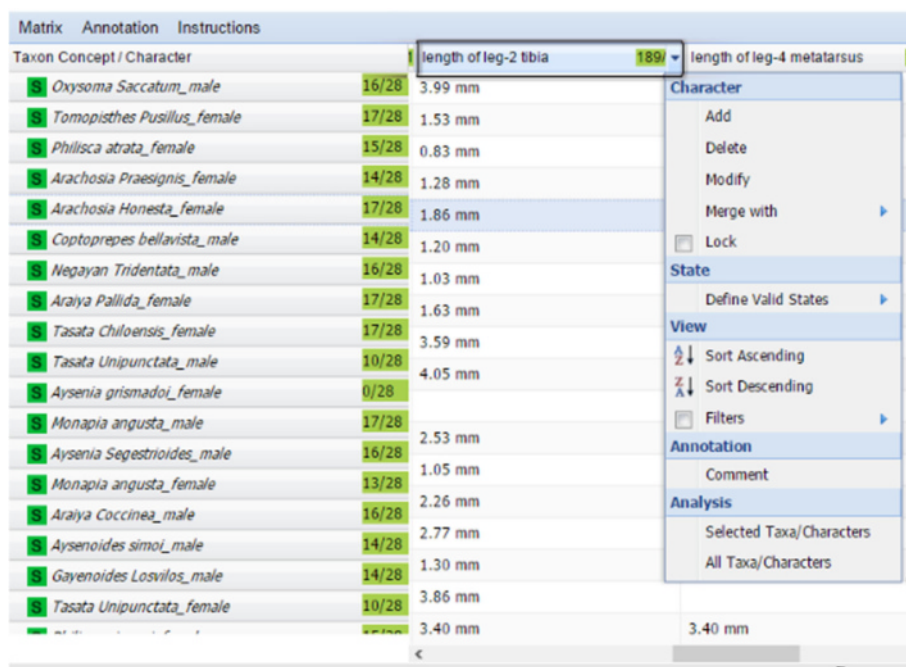 Matrix Annotation Instructions
Taxon Concept / Character length of leg-2 tibia 189/ length of leg-4 metatarsus
S Oxysoma Saccatum_male 16/28 3.99 mm
S Tomopisthes Pusillus_female 17/28 1.53 mm
S Philisca atrata_female 15/28 0.83 mm
S Arachosia Praesignis_female 14/28 1.28 mm
S Arachosia Honesta_female 17/28 1.86 mm
S Coptoprepes bellavista_male 14/28 1.20 mm
S Negayan Tridentata_male 16/28 1.03 mm
S Araiya Pallida_female 17/28 1.63 mm
S Tasata Chiloensis_female 17/28 3.59 mm
S Tasata Unipunctata_male 10/28 4.05 mm
S Aysenia grismadoi_female 0/28
S Monapia angusta_male 17/28 2.53 mm
S Aysenia Segestrioides_male 16/28 1.05 mm
S Monapia angusta_female 13/28 2.26 mm
S Araiya Coccinea_male 16/28 2.77 mm
S Aysenoides simoi_male 14/28 1.30 mm
S Gayenoides Losvilos_male 14/28 3.86 mm
S Tasata Unipunctata_female 10/28 3.40 mm 3.40 mm
Character
Add
Delete
Modify
Merge with
Lock
State
Define Valid States
View
Sort Ascending
Sort Descending
Filters
Annotation
Comment
Analysis
Selected Taxa/Characters
All Taxa/Characters